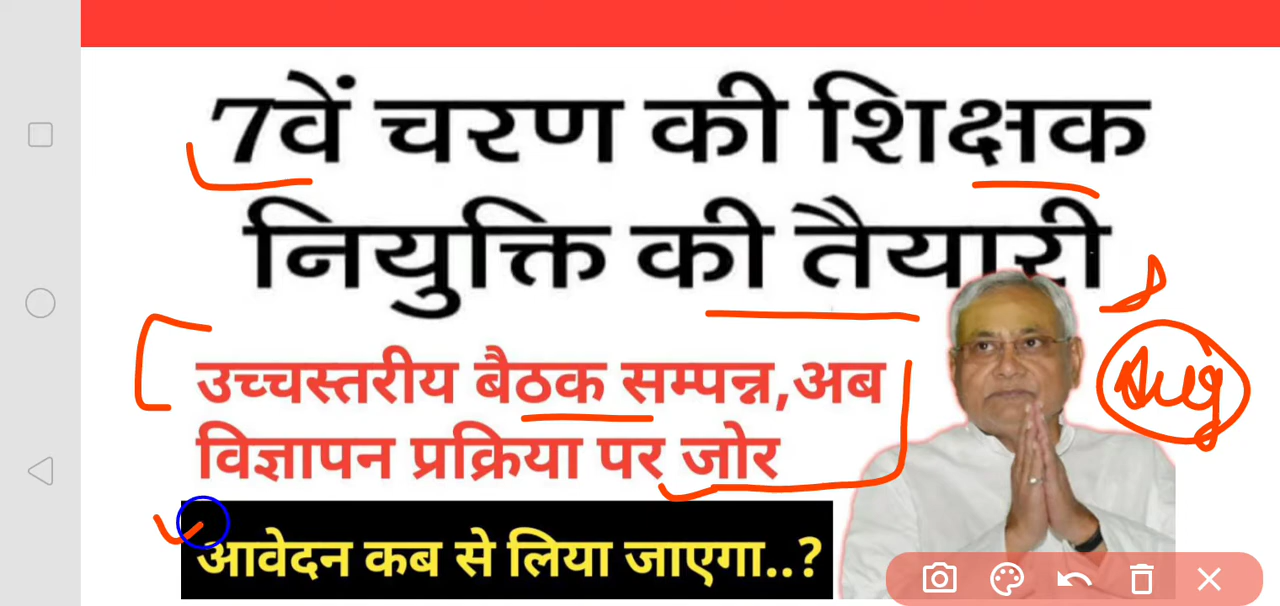 7वें चरण की शिक्षक
नियुक्ति की तैयारी
उच्चस्तरीय बैठक सम्पन्न,अब
विज्ञापन प्रक्रिया पर जोर
Aug
आवेदन कब से लिया जाएगा..?